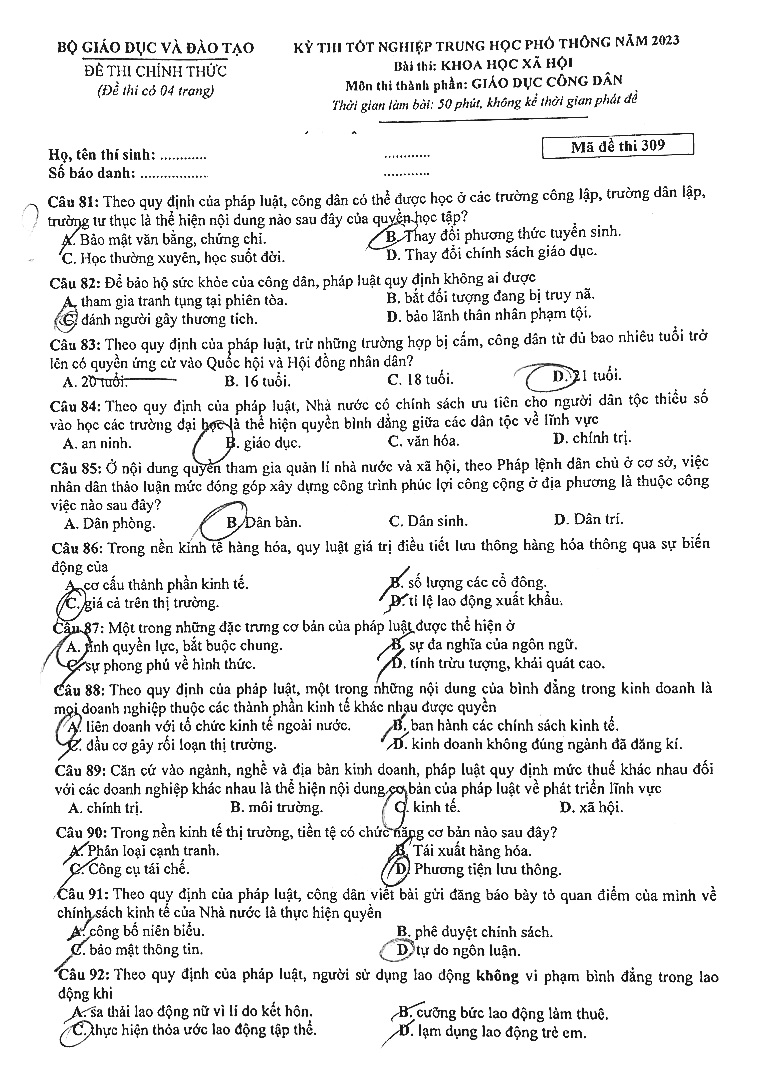 BỘ GIÁO DỤC VÀ ĐÀO TẠO
ĐỀ THI CHÍNH THỨC
(Đề thi có 04 trang)
KỲ THI TỐT NGHIỆP TRUNG HỌC PHỔ THÔNG NĂM 2023
Bài thi: KHOA HỌC XÃ HỘI
Môn thi thành phần: GIÁO DỤC CÔNG DÂN
Thời gian làm bài: 50 phút, không kể thời gian phát đề
Họ, tên thí sinh: ............ ............
Số báo danh: .................. ............
Mã đề thi 309
Câu 81: Theo quy định của pháp luật, công dân có thể được học ở các trường công lập, trường dân lập,
trường tư thục là thể hiện nội dung nào sau đây của quyền học tập?
A. Bảo mật văn bằng, chứng chỉ. B. Thay đổi phương thức tuyển sinh.
C. Học thường xuyên, học suốt đời. D. Thay đổi chính sách giáo dục.
Câu 82: Để bảo hộ sức khỏe của công dân, pháp luật quy định không ai được
A. tham gia tranh tụng tại phiên tòa. B. bắt đối tượng đang bị truy nã.
C. đánh người gây thương tích. D. bảo lãnh thân nhân phạm tội.
Câu 83: Theo quy định của pháp luật, trừ những trường hợp bị cấm, công dân từ đủ bao nhiêu tuổi trở
lên có quyền ứng cử vào Quốc hội và Hội đồng nhân dân?
A. 20 tuổi. B. 16 tuổi. C. 18 tuổi. D. 21 tuổi.
Câu 84: Theo quy định của pháp luật, Nhà nước có chính sách ưu tiên cho người dân tộc thiểu số
vào học các trường đại học là thể hiện quyền bình đẳng giữa các dân tộc về lĩnh vực
A. an ninh. B. giáo dục. C. văn hóa. D. chính trị.
Câu 85: Ở nội dung quyền tham gia quản lí nhà nước và xã hội, theo Pháp lệnh dân chủ ở cơ sở, việc
nhân dân thảo luận mức đóng góp xây dựng công trình phúc lợi công cộng ở địa phương là thuộc công
việc nào sau đây?
A. Dân phòng. B. Dân bàn. C. Dân sinh. D. Dân trí.
Câu 86: Trong nền kinh tế hàng hóa, quy luật giá trị điều tiết lưu thông hàng hóa thông qua sự biến
động của
A. cơ cấu thành phần kinh tế. B. số lượng các cổ đông.
C. giá cả trên thị trường. D. tỉ lệ lao động xuất khẩu.
Câu 87: Một trong những đặc trưng cơ bản của pháp luật được thể hiện ở
A. tính quyền lực, bắt buộc chung. B. sự đa nghĩa của ngôn ngữ.
C. sự phong phú về hình thức. D. tính trừu tượng, khái quát cao.
Câu 88: Theo quy định của pháp luật, một trong những nội dung của bình đẳng trong kinh doanh là
mọi doanh nghiệp thuộc các thành phần kinh tế khác nhau được quyền
A. liên doanh với tổ chức kinh tế ngoài nước. B. ban hành các chính sách kinh tế.
C. đầu cơ gây rối loạn thị trường. D. kinh doanh không đúng ngành đã đăng kí.
Câu 89: Căn cứ vào ngành, nghề và địa bàn kinh doanh, pháp luật quy định mức thuế khác nhau đối
với các doanh nghiệp khác nhau là thể hiện nội dung cơ bản của pháp luật về phát triển lĩnh vực
A. chính trị. B. môi trường. C. kinh tế. D. xã hội.
Câu 90: Trong nền kinh tế thị trường, tiền tệ có chức năng cơ bản nào sau đây?
A. Phân loại cạnh tranh. B. Tái xuất hàng hóa.
C. Công cụ tái chế. D. Phương tiện lưu thông.
Câu 91: Theo quy định của pháp luật, công dân viết bài gửi đăng báo bày tỏ quan điểm của mình về
chính sách kinh tế của Nhà nước là thực hiện quyền
A. công bố niên biểu. B. phê duyệt chính sách.
C. bảo mật thông tin. D. tự do ngôn luận.
Câu 92: Theo quy định của pháp luật, người sử dụng lao động không vi phạm bình đẳng trong lao
động khi
A. sa thải lao động nữ vì lí do kết hôn. B. cưỡng bức lao động làm thuê.
C. thực hiện thỏa ước lao động tập thể. D. lạm dụng lao động trẻ em.